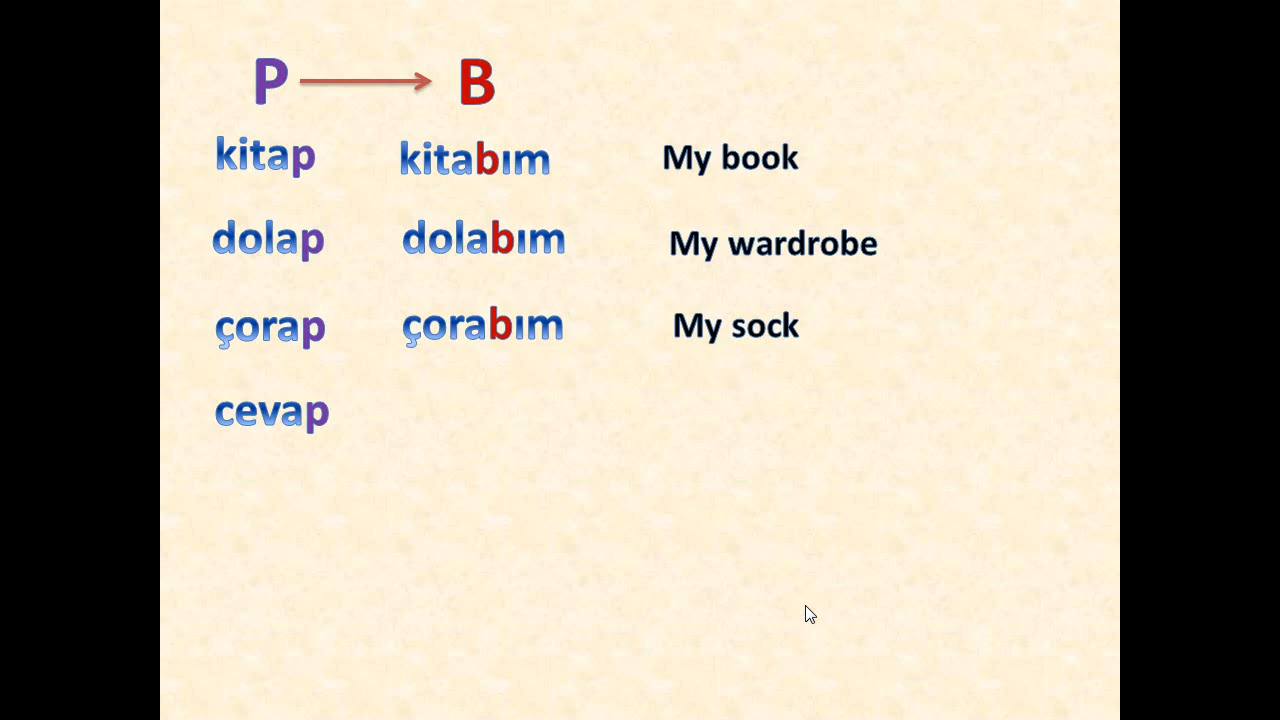 P B
kitap kitabım My book
dolap dolabım My wardrobe
çorap çorabım My sock
cevap